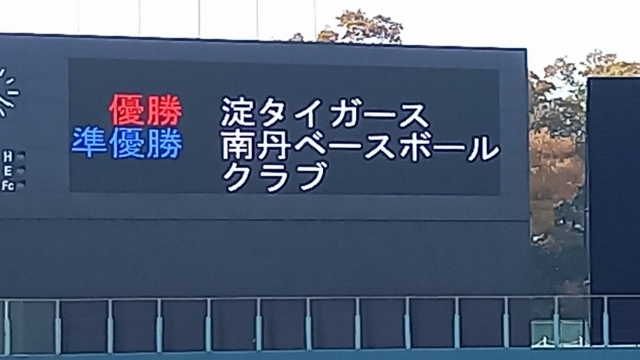 優勝 淀タイガース
準優勝 南丹ベースボール
クラブ
H
E
Fc